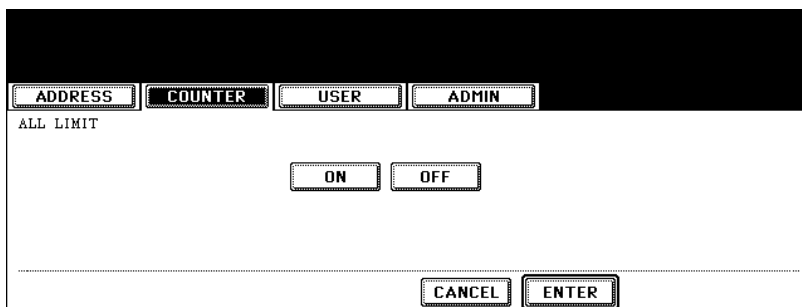 ADDRESS COUNTER USER ADMIN
ALL LIMIT
ON OFF
CANCEL ENTER